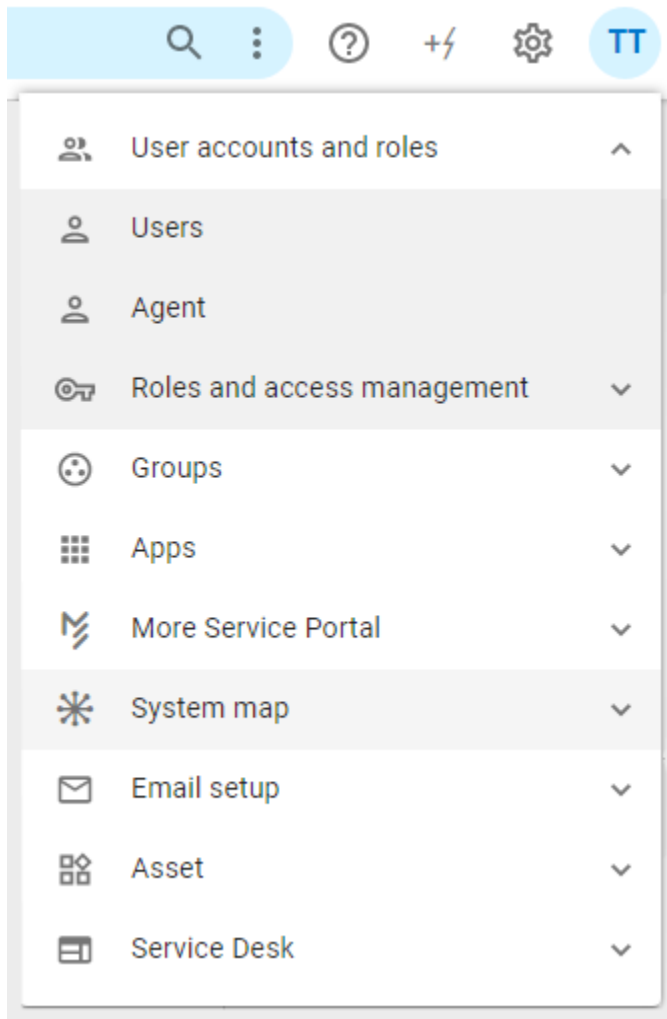 TT
User accounts and roles
Users
Agent
Roles and access management
Groups
Apps
More Service Portal
System map
Email setup
Asset
Service Desk